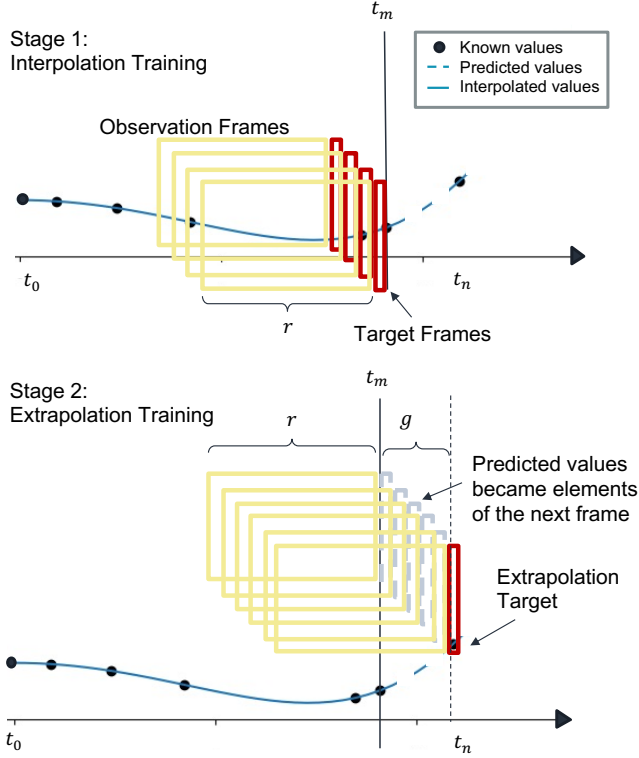 Stage 1:
Interpolation Training
t_m
Known values
Predicted values
Interpolated values
Observation Frames
t_0
t_n
r
Target Frames
Stage 2:
Extrapolation Training
t_m
r
g
Predicted values
became elements
of the next frame
Extrapolation
Target
t_0
t_n